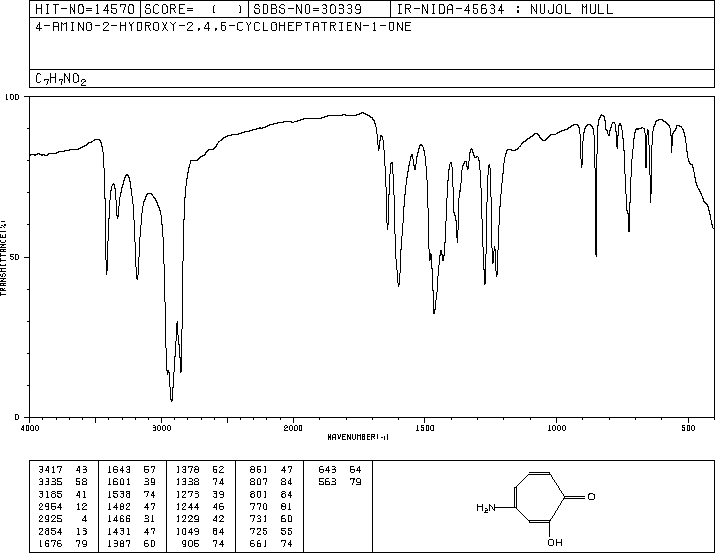 HIT-NO=14570 SCORE= ( ) SDBS-NO=30339 IR-NIDA-45634 : NUJOL MULL
4-AMINO-2-HYDROXY-2,4,6-CYCLOHEPTATRIEN-1-ONE
C7H7NO2
100
50
0
TRANSMITTANCE(%)
4000 3000 2000 1500 1000 500
WAVENUMBER(-1)
3417 43 1643 57 1378 52 861 47 643 64
3335 58 1601 39 1338 74 807 84 563 79
3185 41 1538 74 1273 39 801 84
2954 12 1482 47 1244 46 770 81
2925 4 1466 31 1229 42 731 60
2854 13 1431 47 1049 84 725 55
1676 79 1387 60 905 74 661 74
H2N
O
OH